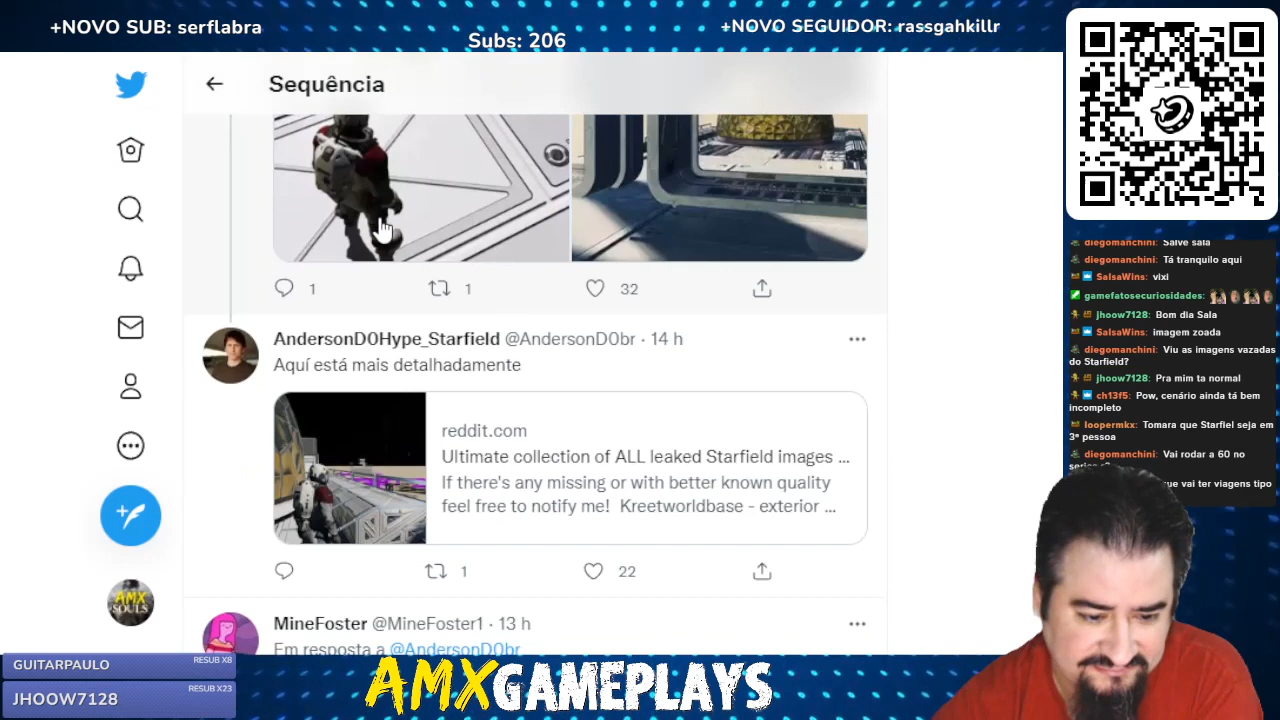 +NOVO SUB: serflabra
Subs: 206
+NOVO SEGUIDOR: rassgahkillr
Sequência
1
1
32
AndersonD0Hype_Starfield @AndersonD0br · 14 h
Aquí está mais detalhadamente
reddit.com
Ultimate collection of ALL leaked Starfield images ...
If there's any missing or with better known quality
feel free to notify me! Kreetworldbase - exterior ...
1
22
AMX
SOULS
MineFoster @MineFoster1 · 13 h
Em resposta a @AndersonD0br
diegomanchini: Salve sala
diegomanchini: Tá tranquilo aqui
SalsaWins: vixi
gamefatosecuriosidades:
jhoow7128: Bom dia Sala
SalsaWins: imagem zoada
diegomanchini: Viu as imagens vazadas
do Starfield?
jhoow7128: Pra mim ta normal
ch13f5: Pow, cenário ainda tá bem
incompleto
loopermkx: Tomara que Starfiel seja em
3ª pessoa
diegomanchini: Vai rodar a 60 no
que vai ter viagens tipo
GUITARPAULO
RESUB X8
JHOOW7128
RESUB X23
AMXGAMEPLAYS